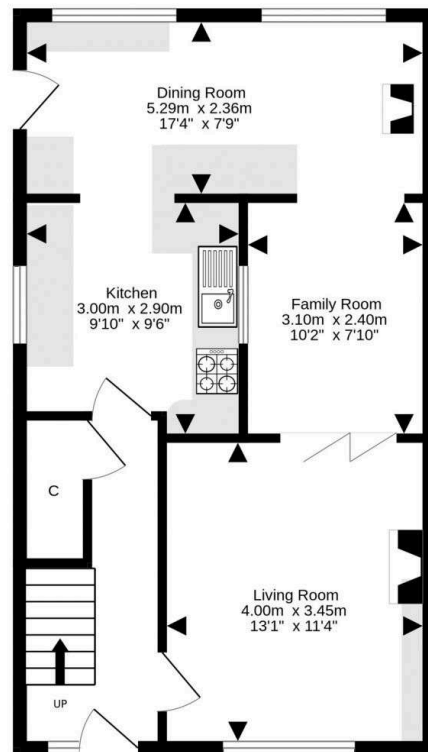 Dining Room
5.29m x 2.36m
17'4" x 7'9"
Kitchen
3.00m x 2.90m
9'10" x 9'6"
Family Room
3.10m x 2.40m
10'2" x 7'10"
C
Living Room
4.00m x 3.45m
13'1" x 11'4"
UP